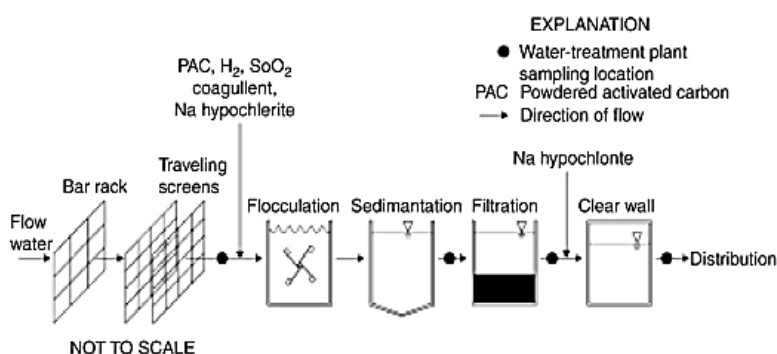 EXPLANATION
Water-treatment plant
sampling location
PAC Powdered activated carbon
Direction of flow
PAC, H2, SoO2
coagullent,
Na hypochlerite
Na hypochlonte
Traveling
screens
Bar rack
Flow
water
Flocculation
Sedimantation
Filtration
Clear wall
Distribution
NOT TO SCALE